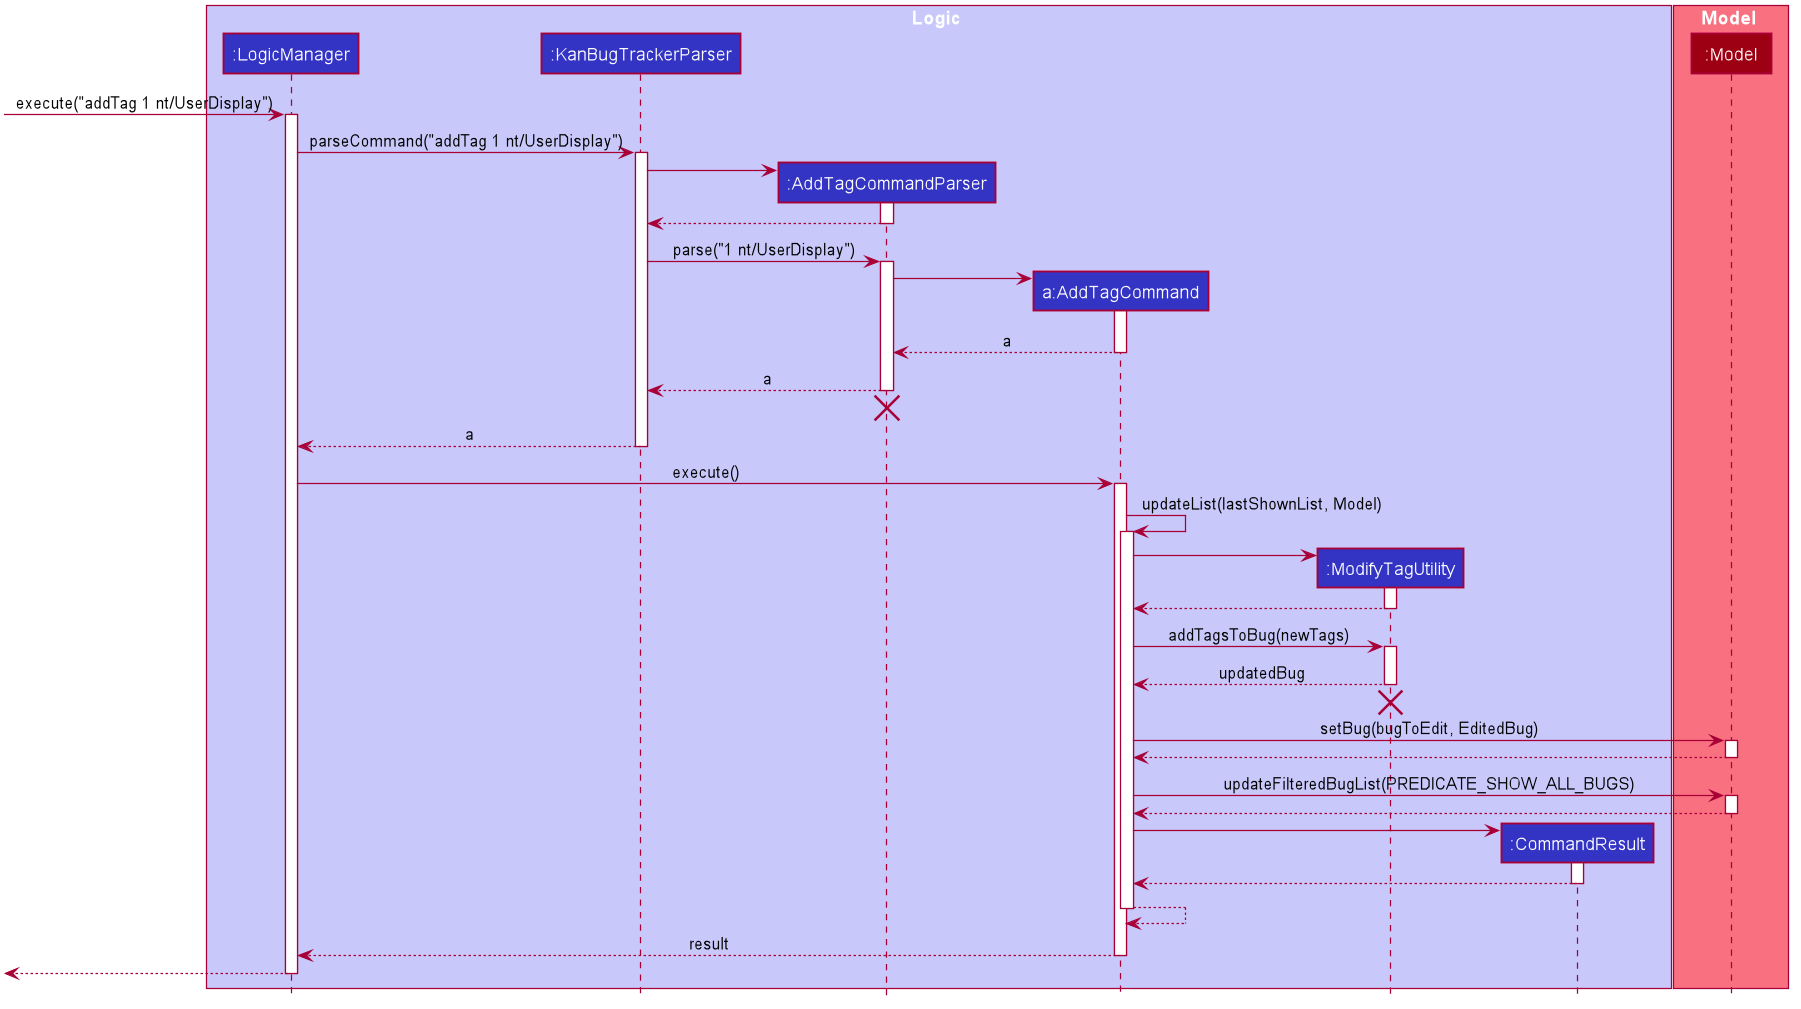 Logic
Model
:LogicManager
:KanBugTrackerParser
:Model
execute("addTag 1 nt/UserDisplay")
parseCommand("addTag 1 nt/UserDisplay")
:AddTagCommandParser
parse("1 nt/UserDisplay")
a:AddTagCommand
a
a
a
execute()
updateList(lastShownList, Model)
:ModifyTagUtility
addTagsToBug(newTags)
updatedBug
setBug(bugToEdit, EditedBug)
updateFilteredBugList(PREDICATE_SHOW_ALL_BUGS)
:CommandResult
result